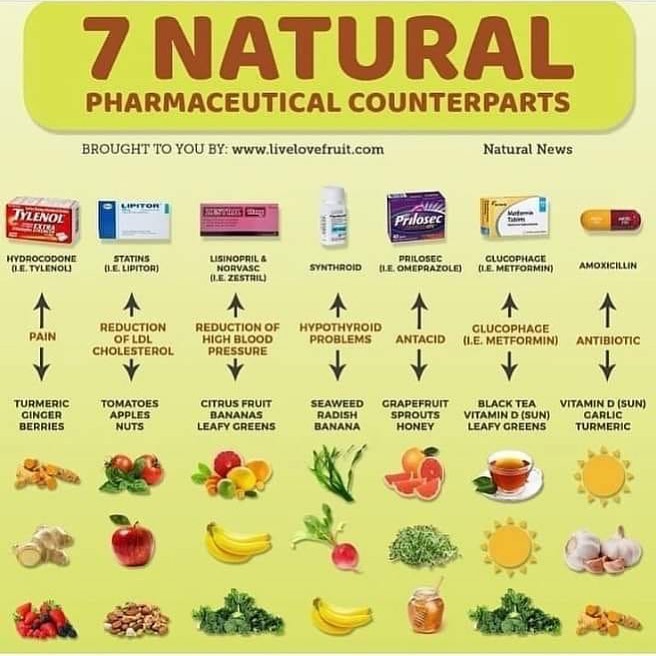 7 NATURAL
PHARMACEUTICAL COUNTERPARTS
BROUGHT TO YOU BY: www.livelovefruit.com
Natural News
TYLENOL
EXTRA
LIPITOR
ZESTRIL
Prilosec
Metformin
Tablets
HYDROCODONE
(I.E. TYLENOL)
STATINS
(I.E. LIPITOR)
LISINOPRIL &
NORVASC
(I.E. ZESTRIL)
SYNTHROID
PRILOSEC
(I.E. OMEPRAZOLE)
GLUCOPHAGE
(I.E. METFORMIN)
AMOXICILLIN
PAIN
REDUCTION
OF LDL
CHOLESTEROL
REDUCTION OF
HIGH BLOOD
PRESSURE
HYPOTHYROID
PROBLEMS
ANTACID
GLUCOPHAGE
(I.E. METFORMIN)
ANTIBIOTIC
TURMERIC
GINGER
BERRIES
TOMATOES
APPLES
NUTS
CITRUS FRUIT
BANANAS
LEAFY GREENS
SEAWEED
RADISH
BANANA
GRAPEFRUIT
SPROUTS
HONEY
BLACK TEA
VITAMIN D (SUN)
LEAFY GREENS
VITAMIN D (SUN)
GARLIC
TURMERIC